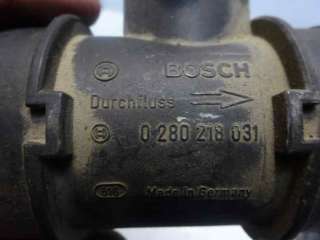 BOSCH
Durchfluss
0 280 218 031
Made in Germany